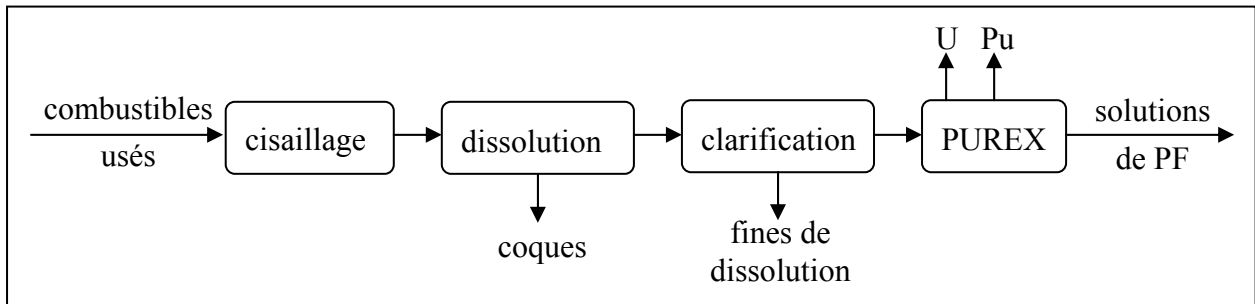 U Pu
combustibles
usés
cisaillage
dissolution
clarification
PUREX
solutions
de PF
coques
fines de
dissolution